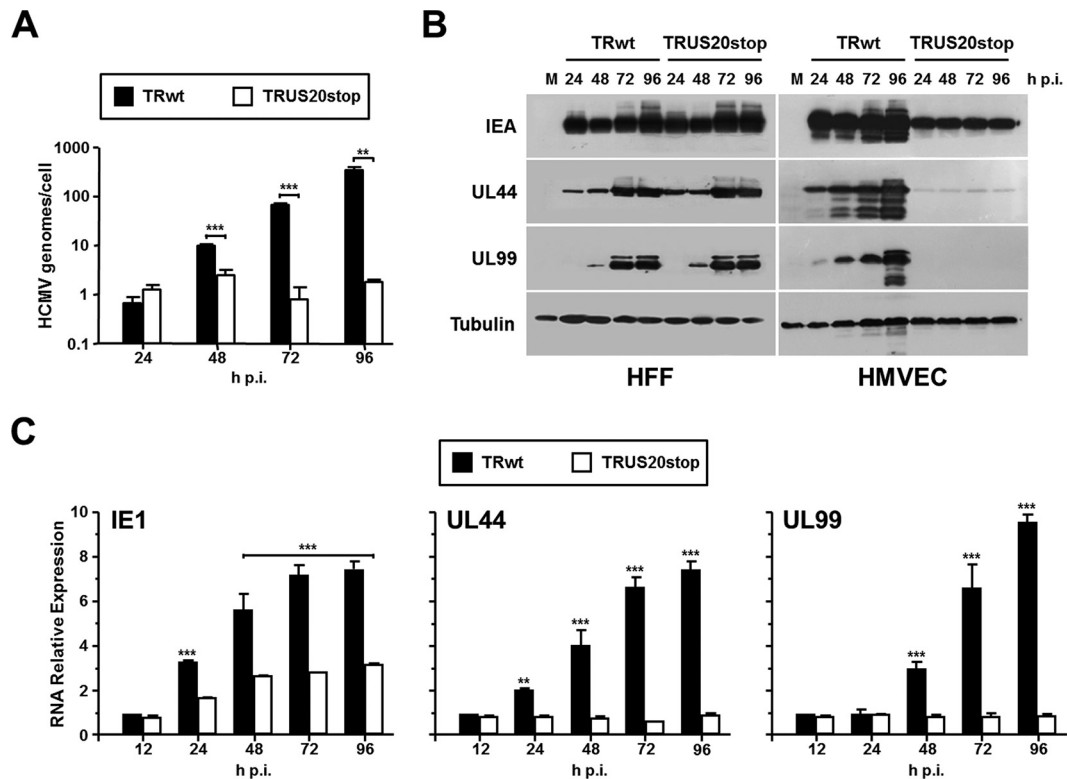 A
TRwt TRUS20stop
HCMV genomes/cell
1000
100
10
1
0.1
*** *** **
24 48 72 96
h p.i.
B
TRwt TRUS20stop TRwt TRUS20stop
M 24 48 72 96 24 48 72 96 M 24 48 72 96 24 48 72 96 h p.i.
IEA
UL44
UL99
Tubulin
HFF HMVEC
C
TRwt TRUS20stop
RNA Relative Expression
10
8
6
4
2
0
IE1
*** ***
12 24 48 72 96
h p.i.
UL44
** *** *** ***
12 24 48 72 96
h p.i.
UL99
*** *** ***
12 24 48 72 96
h p.i.